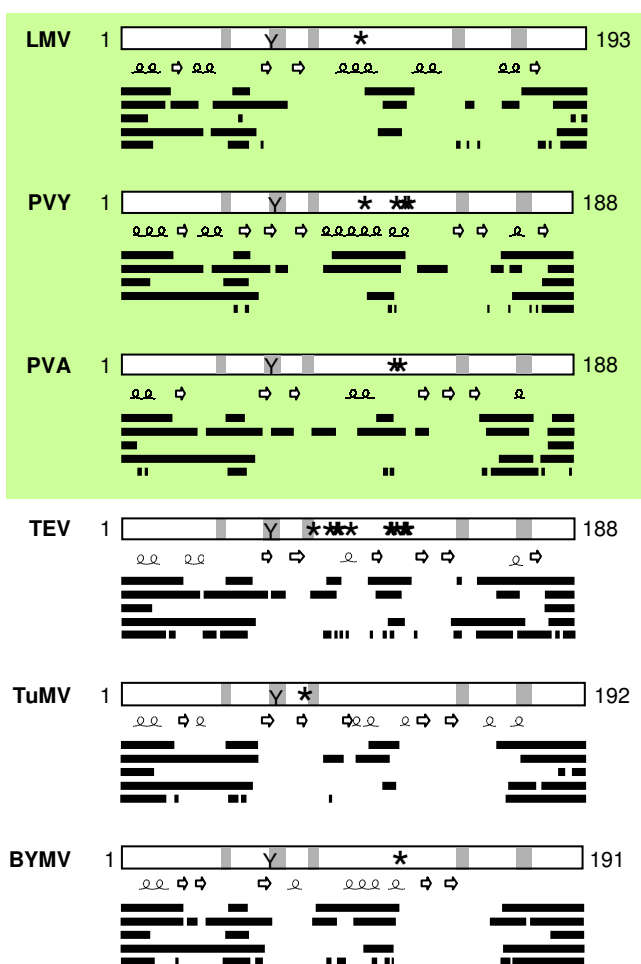 LMV 1 Y * 193
PVY 1 Y * *** 188
PVA 1 Y ** 188
TEV 1 Y ******* 188
TuMV 1 Y * 192
BYMV 1 Y * 191